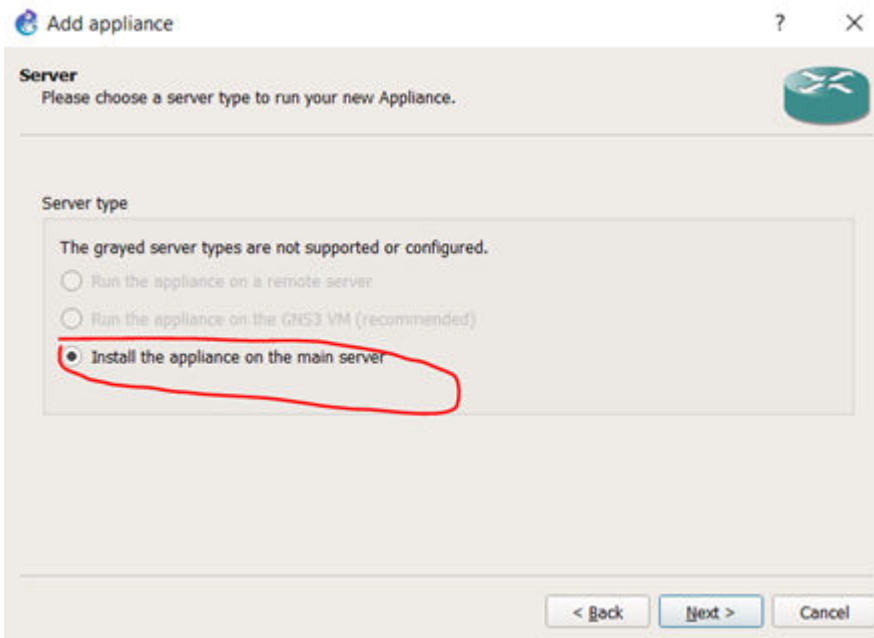 Add appliance
?
Server
Please choose a server type to run your new Appliance.
Server type
The grayed server types are not supported or configured.
Run the appliance on a remote server
Run the appliance on the GNS3 VM (recommended)
Install the appliance on the main server
< Back
Next >
Cancel